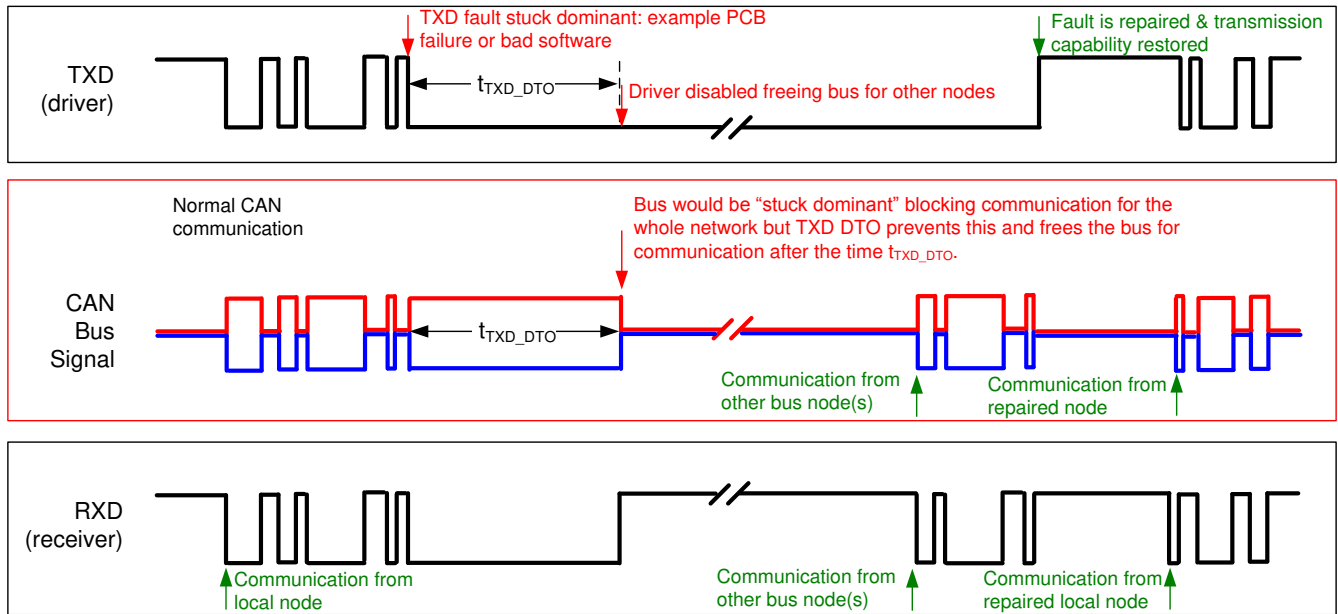 TXD fault stuck dominant: example PCB
failure or bad software
Fault is repaired & transmission
capability restored
TXD
(driver)
tTXD_DTO
Driver disabled freeing bus for other nodes
Normal CAN
communication
Bus would be “stuck dominant” blocking communication for the
whole network but TXD DTO prevents this and frees the bus for
communication after the time tTXD_DTO.
CAN
Bus
Signal
tTXD_DTO
Communication from
other bus node(s)
Communication from
repaired node
RXD
(receiver)
Communication from
local node
Communication from
other bus node(s)
Communication from
repaired local node